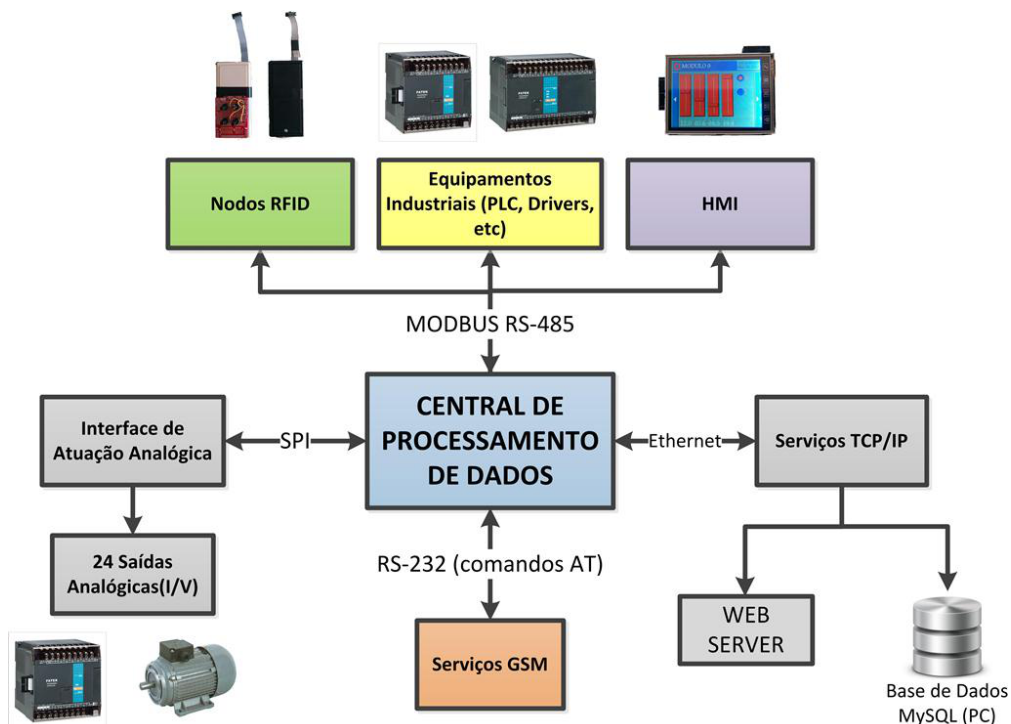 MODULO 8
Nodos RFID
Equipamentos
Industriais (PLC, Drivers,
etc)
HMI
MODBUS RS-485
Interface de
Atuação Analógica
SPI
CENTRAL DE
PROCESSAMENTO
DE DADOS
Ethernet
Serviços TCP/IP
24 Saídas
Analógicas(I/V)
RS-232 (comandos AT)
Serviços GSM
WEB
SERVER
Base de Dados
MySQL (PC)